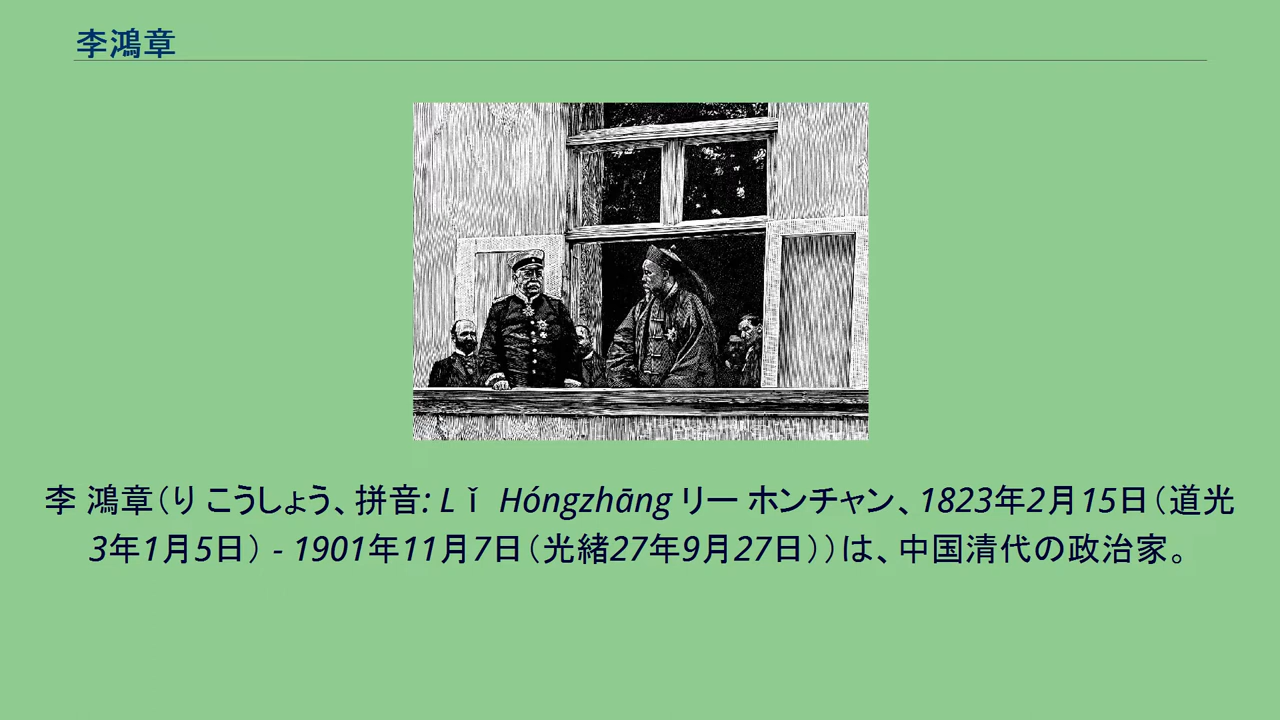 李鴻章
李 鴻章（り こうしょう、拼音: Lǐ Hóngzhāng リー ホンチャン、1823年2月15日（道光
3年1月5日） - 1901年11月7日（光緒27年9月27日））は、中国清代の政治家。